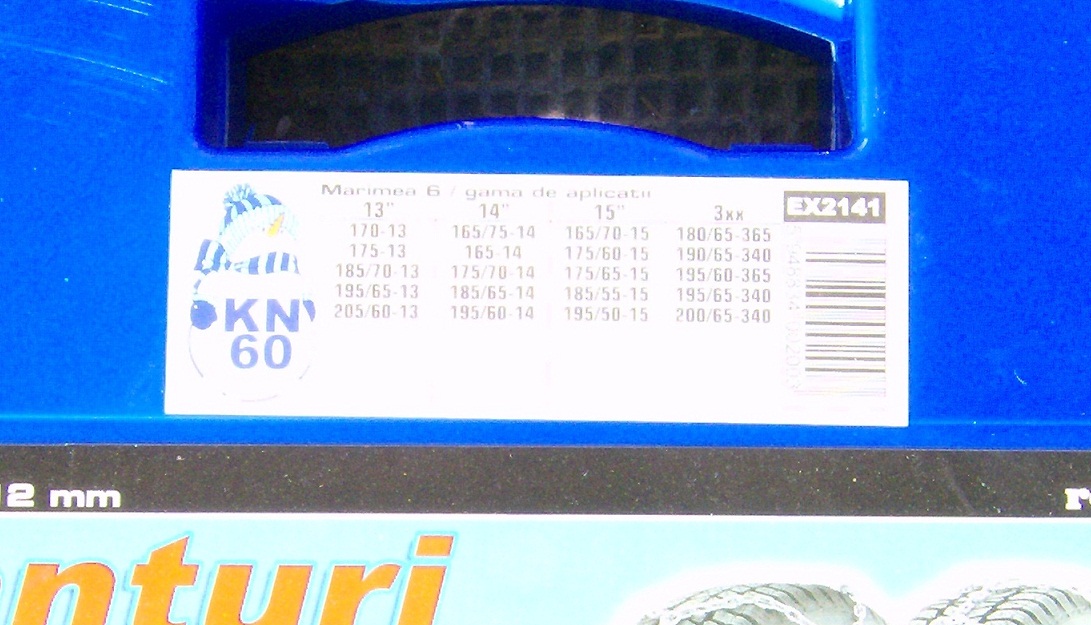 Marimea 6 / gama de aplicatii
13" 14" 15" 3xx
EX2141
170-13 165/75-14 165/70-15 180/65-365
175-13 165-14 175/60-15 190/65-340
185/70-13 175/70-14 175/65-15 195/60-365
195/65-13 185/65-14 185/55-15 195/65-340
205/60-13 195/60-14 195/50-15 200/65-340
KN
60
12 mm
nturi